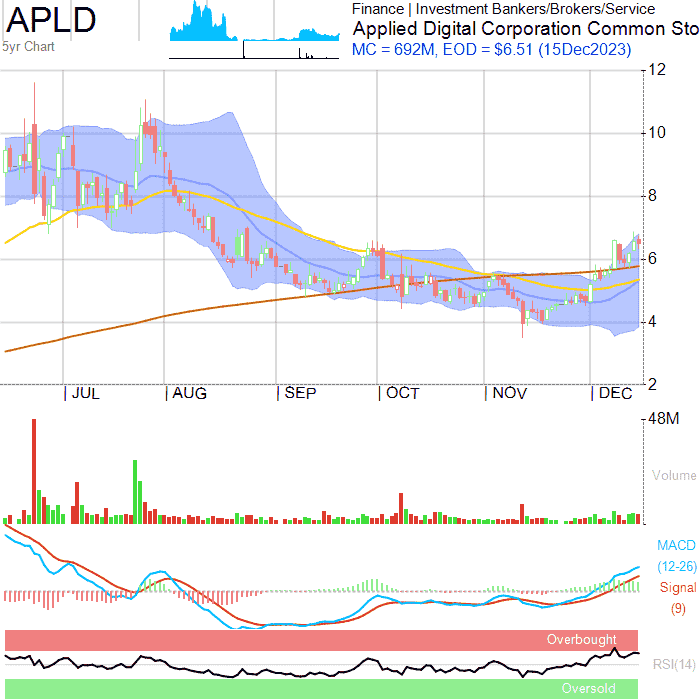 APLD
5yr Chart
Finance | Investment Bankers/Brokers/Service
Applied Digital Corporation Common Sto
MC = 692M, EOD = $6.51 (15Dec2023)
12
10
8
6
4
2
JUL
AUG
SEP
OCT
NOV
DEC
48M
Volume
MACD
(12-26)
Signal
(9)
Overbought
RSI(14)
Oversold